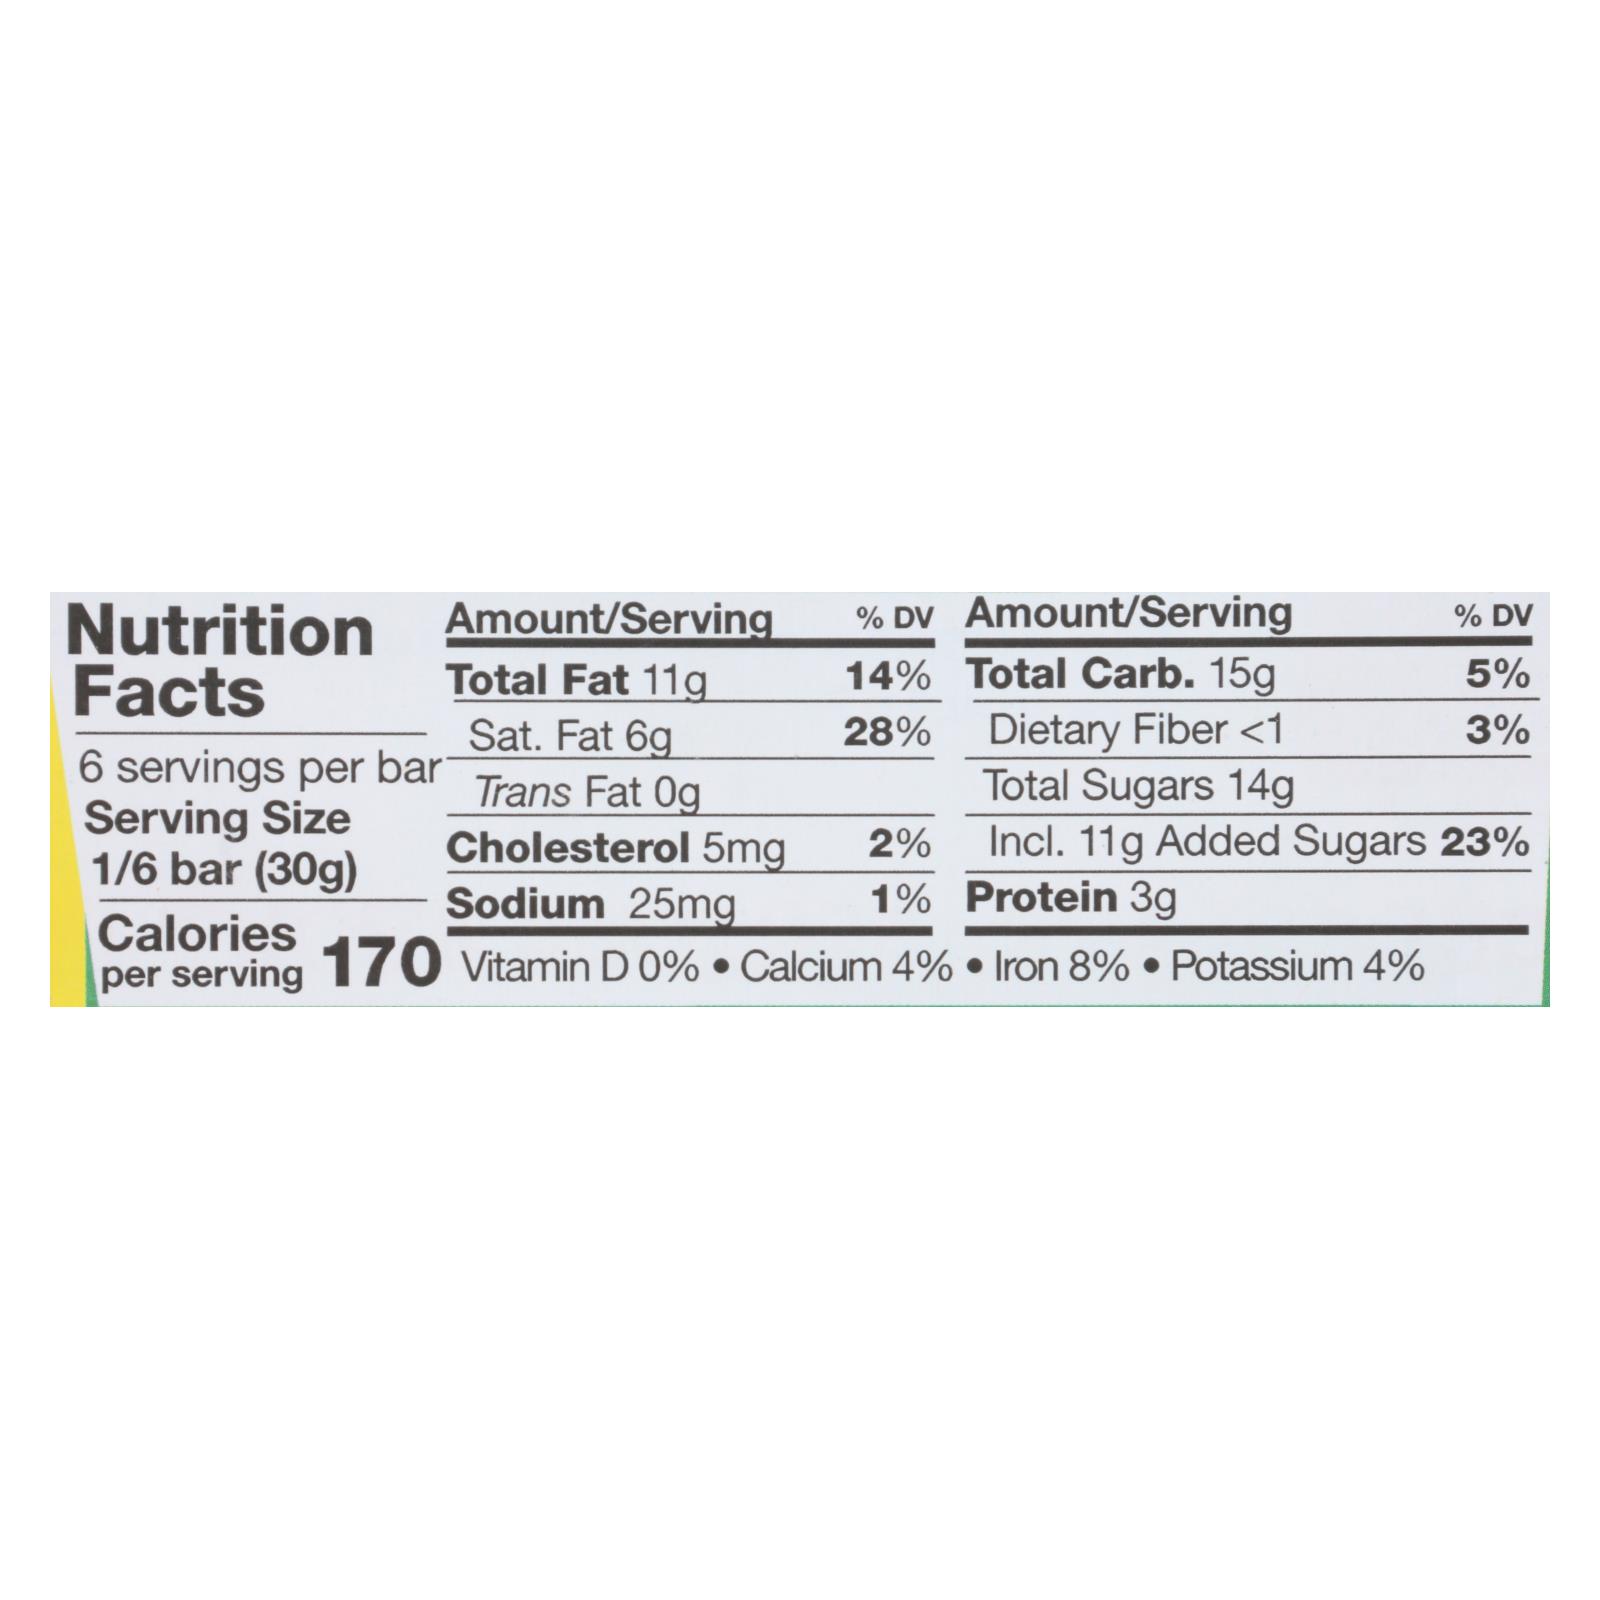 Nutrition
Facts
6 servings per bar
Serving Size
1/6 bar (30g)
Calories
per serving 170
Amount/Serving % DV
Total Fat 11g 14%
Sat. Fat 6g 28%
Trans Fat 0g
Cholesterol 5mg 2%
Sodium 25mg 1%
Amount/Serving % DV
Total Carb. 15g 5%
Dietary Fiber <1 3%
Total Sugars 14g
Incl. 11g Added Sugars 23%
Protein 3g
Vitamin D 0% • Calcium 4% • Iron 8% • Potassium 4%